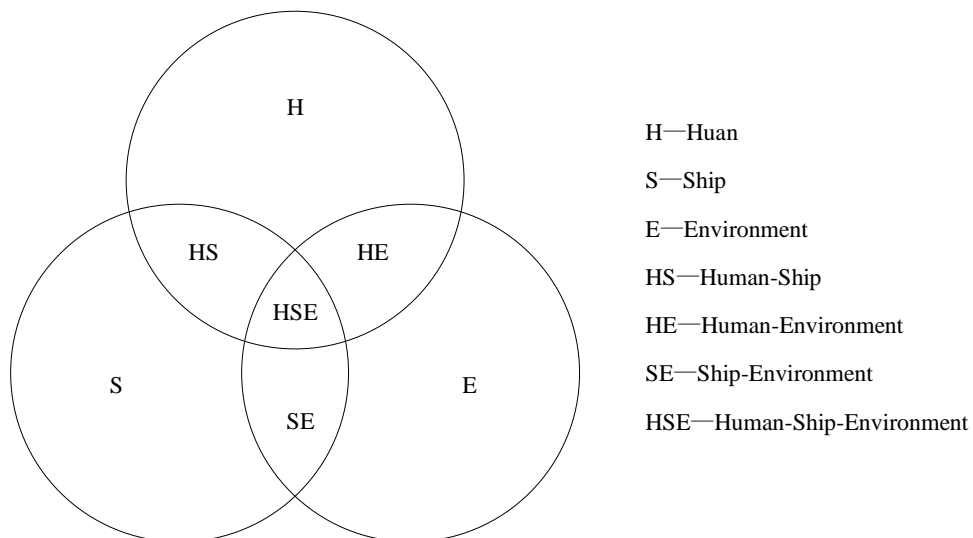 H
HS
HE
HSE
S
E
SE
H—Huan
S—Ship
E—Environment
HS—Human-Ship
HE—Human-Environment
SE—Ship-Environment
HSE—Human-Ship-Environment